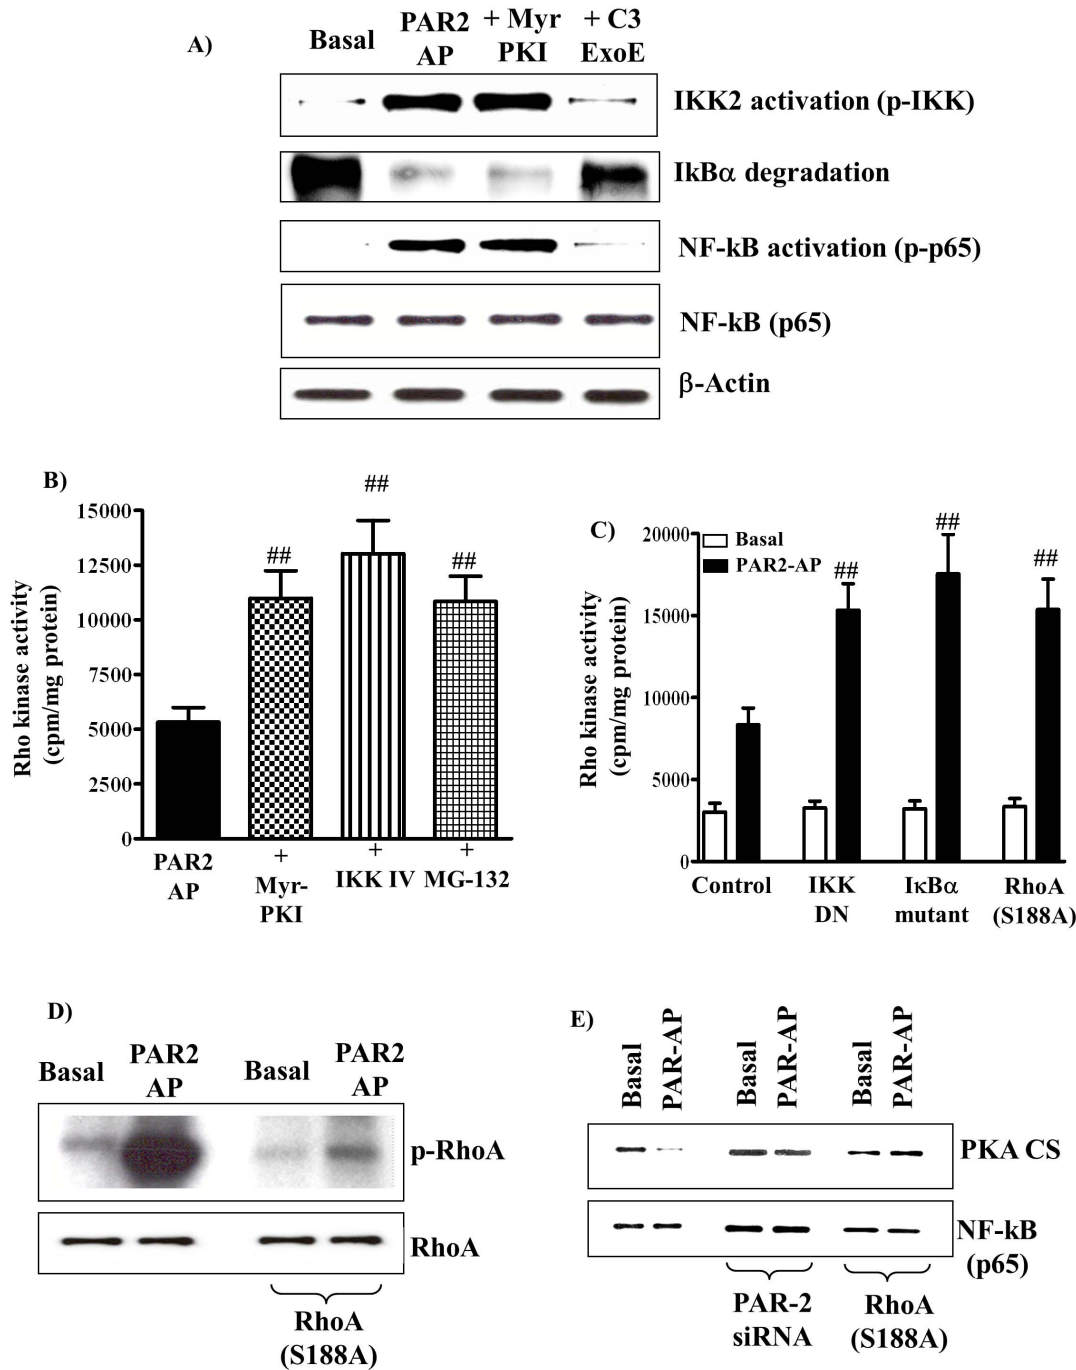 A)
Basal
PAR2
AP
+ Myr
PKI
+ C3
ExoE
IKK2 activation (p-IKK)
IkBα degradation
NF-kB activation (p-p65)
NF-kB (p65)
β-Actin
B)
Rho kinase activity
(cpm/mg protein)
15000
12500
10000
7500
5000
2500
0
##
##
##
PAR2
AP
+
Myr-
PKI
+
IKK IV
+
MG-132
C)
Rho kinase activity
(cpm/mg protein)
20000
15000
10000
5000
0
Basal
PAR2-AP
##
##
##
Control
IKK
DN
IκBα
mutant
RhoA
(S188A)
D)
Basal
PAR2
AP
Basal
PAR2
AP
p-RhoA
RhoA
RhoA
(S188A)
E)
Basal
PAR-AP
Basal
PAR-AP
Basal
PAR-AP
PKA CS
NF-kB
(p65)
PAR-2
siRNA
RhoA
(S188A)